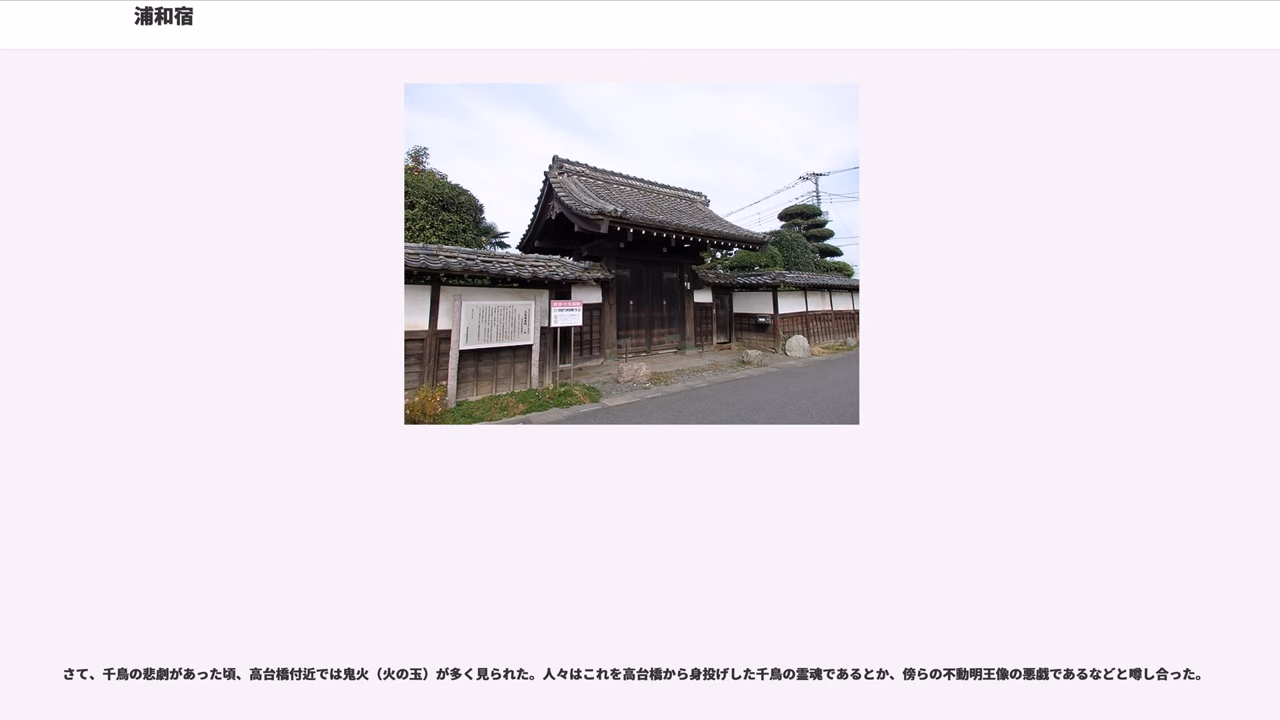 浦和宿
さて、千鳥の悲劇があった頃、高台橋付近では鬼火（火の玉）が多く見られた。人々はこれを高台橋から身投げした千鳥の霊魂であるとか、傍らの不動明王像の悪戯であるなどと噂し合った。